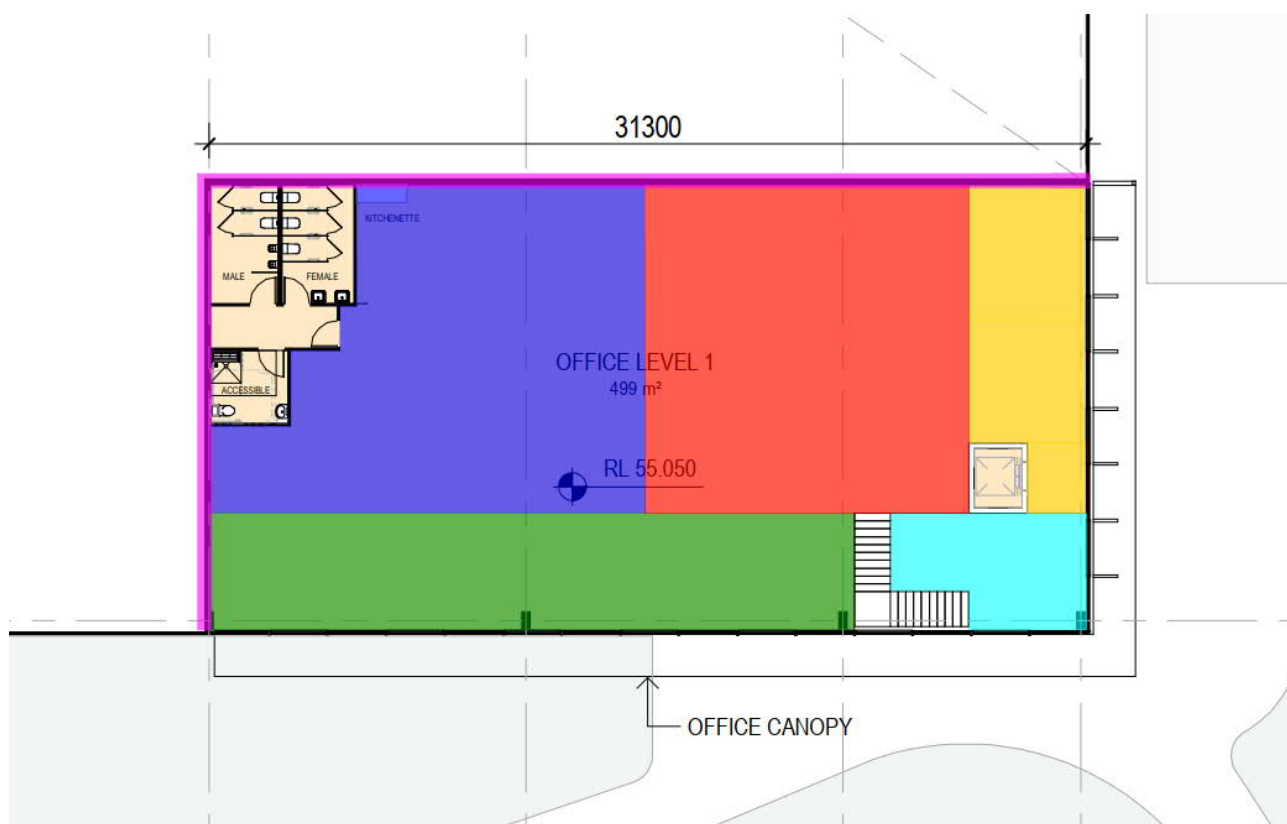 31300
KITCHENETTE
MALE
FEMALE
OFFICE LEVEL 1
499 m²
ACCESSIBLE
RL 55.050
OFFICE CANOPY